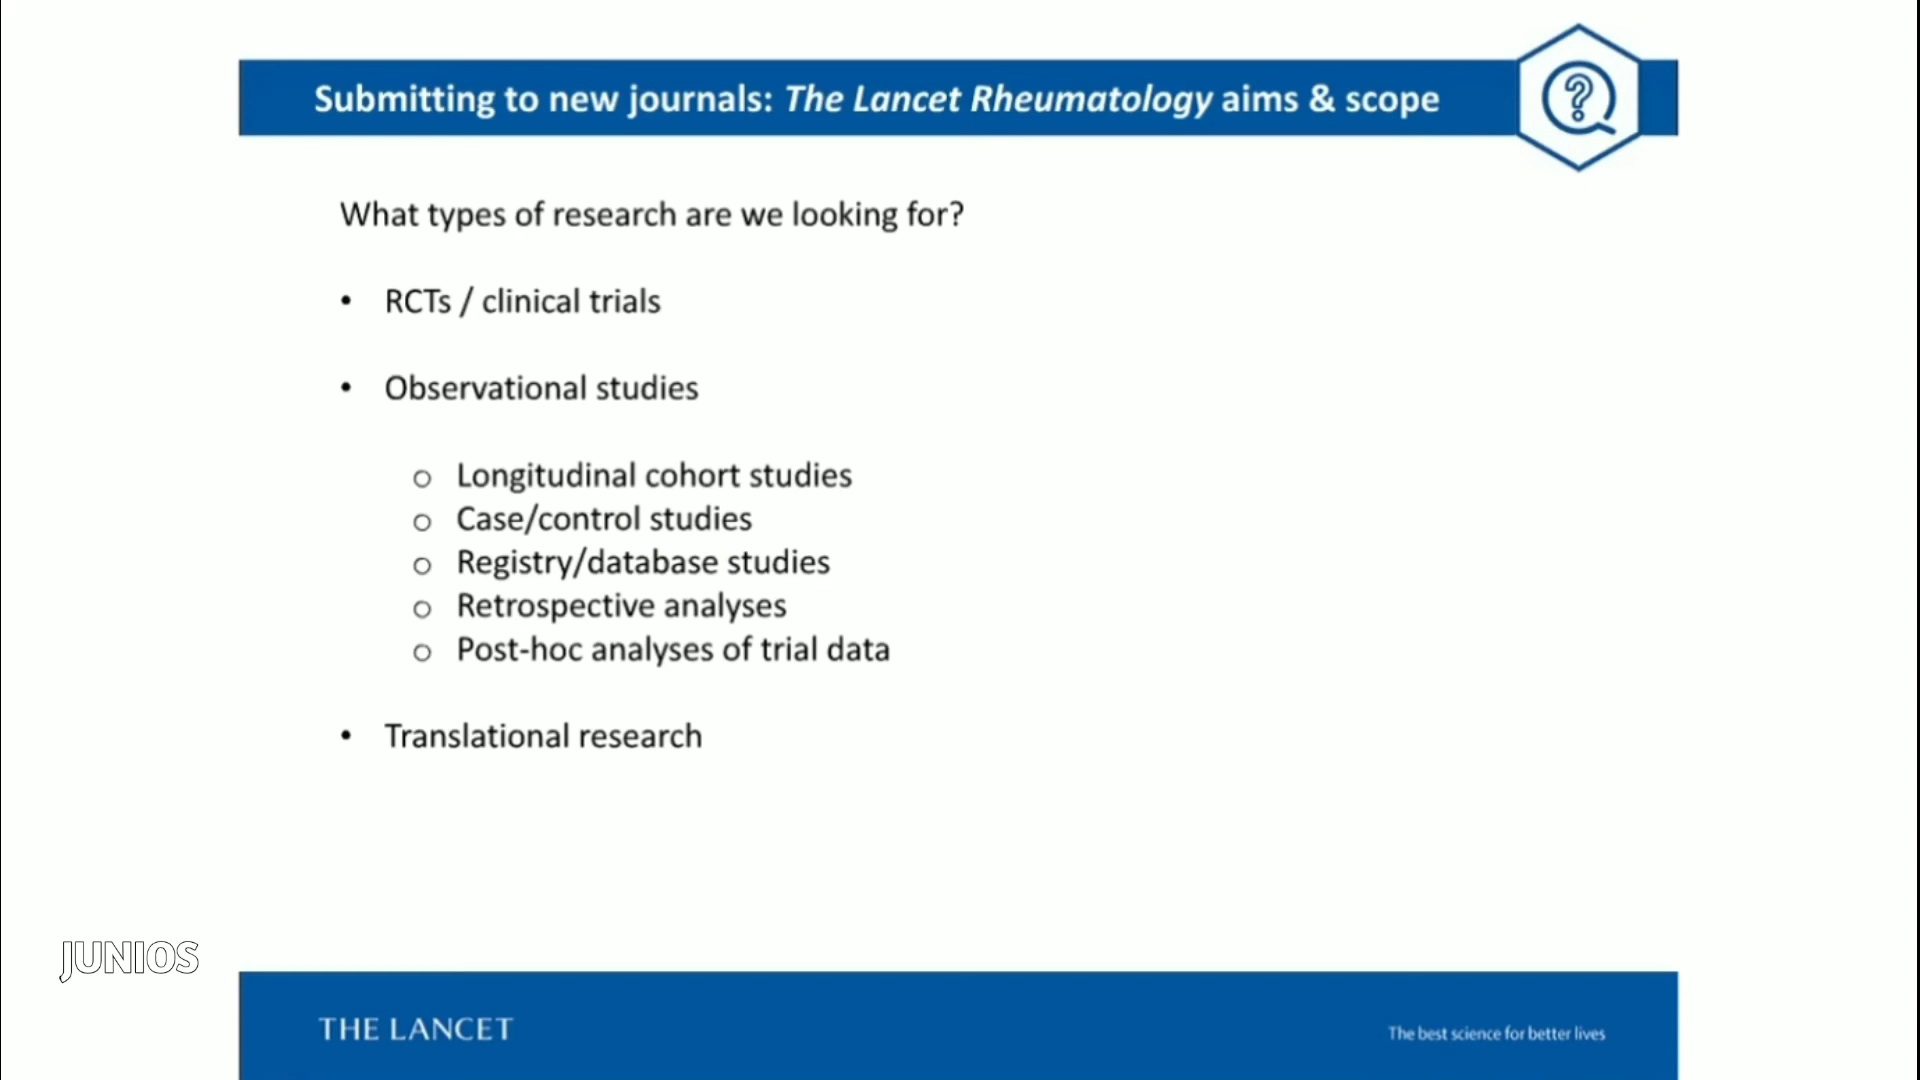 Submitting to new journals: The Lancet Rheumatology aims & scope
What types of research are we looking for?
• RCTs / clinical trials
• Observational studies
o Longitudinal cohort studies
o Case/control studies
o Registry/database studies
o Retrospective analyses
o Post-hoc analyses of trial data
• Translational research
JUNIOS
THE LANCET
The best science for better lives